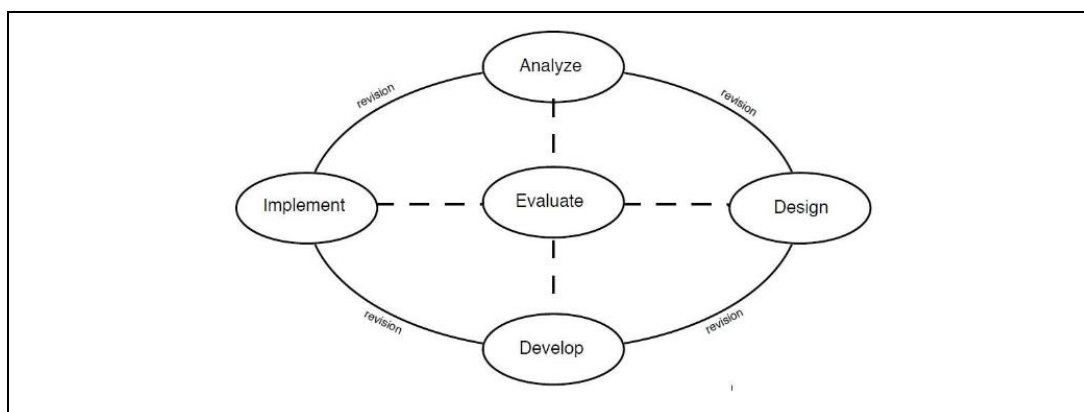 Analyze
revision
revision
Implement
Evaluate
Design
revision
revision
Develop